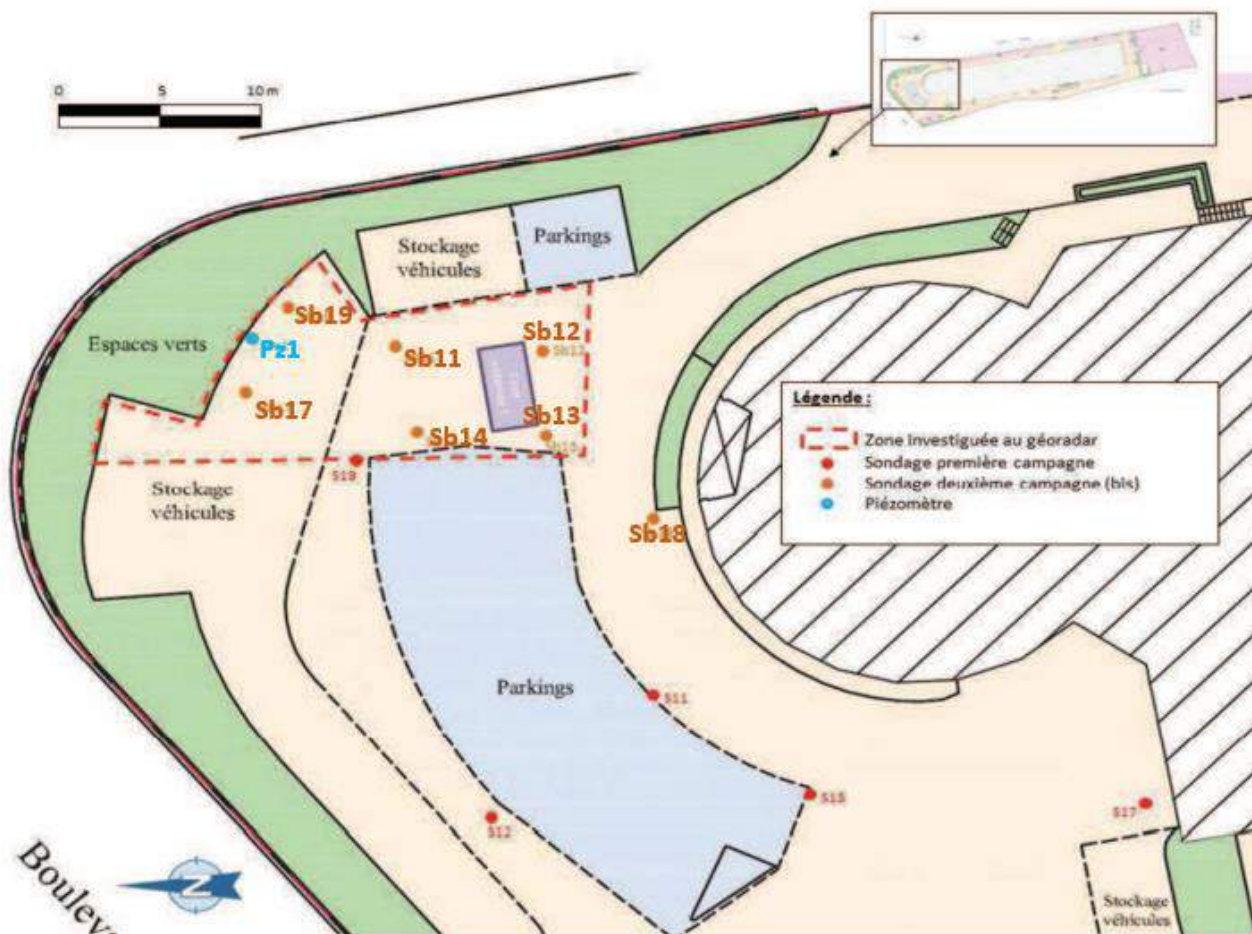 0 5 10 m
Stockage
véhicules
Parkings
Espaces verts
Sb19
Pz1
Sb17
Sb11
Sb12
Sb12
Sb14
Sb13
S19
Stockage
véhicules
Sb18
Légende :
Zone investiguée au géoradar
Sondage première campagne
Sondage deuxième campagne (bis)
Piézomètre
Parkings
S11
S15
S12
S17
Boulev
N
Stockage
véhicules